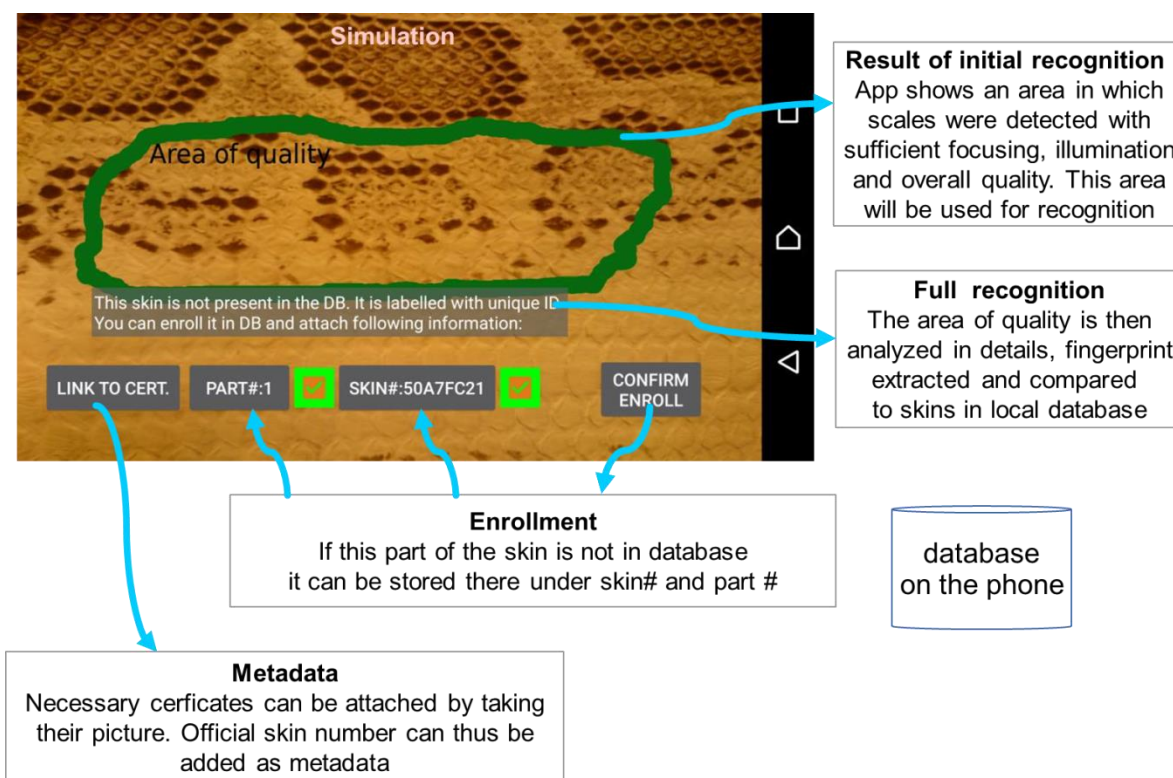 Simulation
Area of quality
This skin is not present in the DB. It is labelled with unique ID
You can enroll it in DB and attach following information:
LINK TO CERT.
PART#:1
SKIN#:50A7FC21
CONFIRM
ENROLL
Result of initial recognition
App shows an area in which
scales were detected with
sufficient focusing, illumination
and overall quality. This area
will be used for recognition
Full recognition
The area of quality is then
analyzed in details, fingerprint
extracted and compared
to skins in local database
Enrollment
If this part of the skin is not in database
it can be stored there under skin# and part #
database
on the phone
Metadada
Necessary cerficates can be attached by taking
their picture. Official skin number can thus be
added as metadata